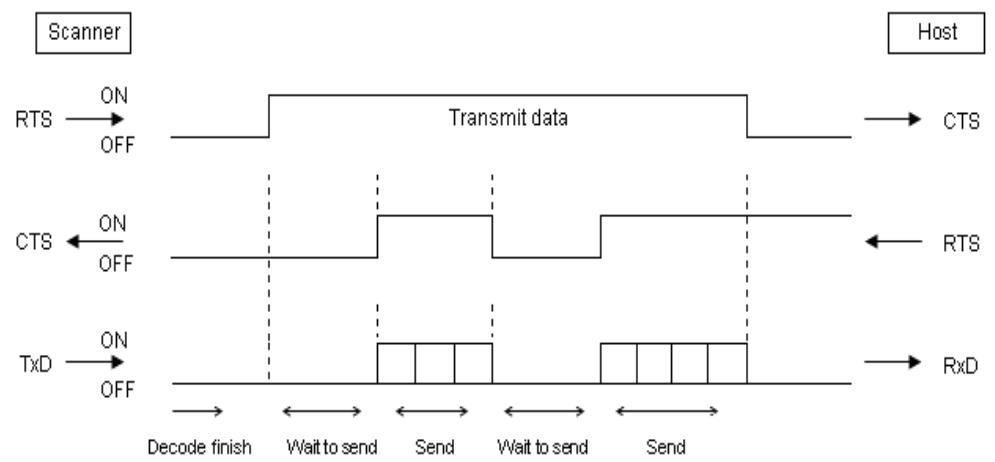 Scanner Host
ON
RTS Transmit data CTS
OFF
ON
CTS RTS
OFF
ON
TxD RxD
OFF
Decode finish Wait to send Send Wait to send Send